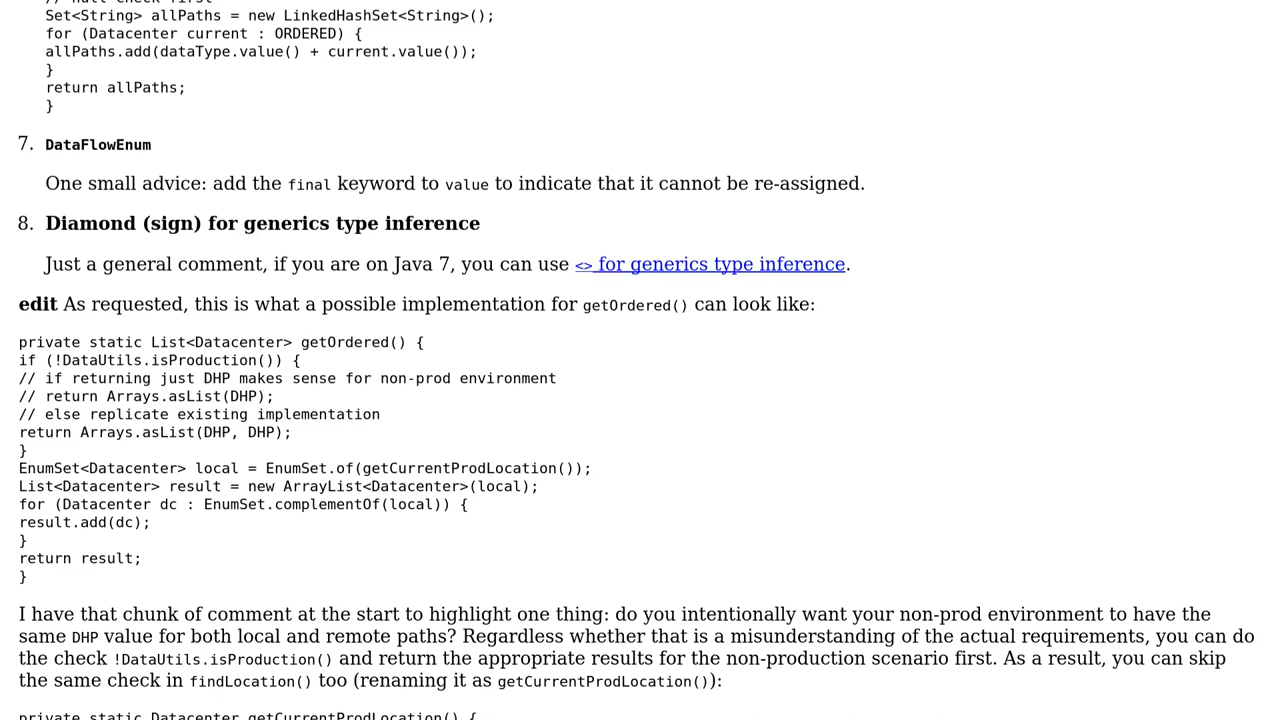 Set<String> allPaths = new LinkedHashSet<String>();
for (Datacenter current : ORDERED) {
allPaths.add(dataType.value() + current.value());
}
return allPaths;
}
7. DataFlowEnum
One small advice: add the final keyword to value to indicate that it cannot be re-assigned.
8. Diamond (sign) for generics type inference
Just a general comment, if you are on Java 7, you can use <> for generics type inference.
edit As requested, this is what a possible implementation for getOrdered() can look like:
private static List<Datacenter> getOrdered() {
if (!DataUtils.isProduction()) {
// if returning just DHP makes sense for non-prod environment
// return Arrays.asList(DHP);
// else replicate existing implementation
return Arrays.asList(DHP, DHP);
}
EnumSet<Datacenter> local = EnumSet.of(getCurrentProdLocation());
List<Datacenter> result = new ArrayList<Datacenter>(local);
for (Datacenter dc : EnumSet.complementOf(local)) {
result.add(dc);
}
return result;
}
I have that chunk of comment at the start to highlight one thing: do you intentionally want your non-prod environment to have the
same DHP value for both local and remote paths? Regardless whether that is a misunderstanding of the actual requirements, you can do
the check !DataUtils.isProduction() and return the appropriate results for the non-production scenario first. As a result, you can skip
the same check in findLocation() too (renaming it as getCurrentProdLocation()):
private static Datacenter getCurrentProdLocation() {